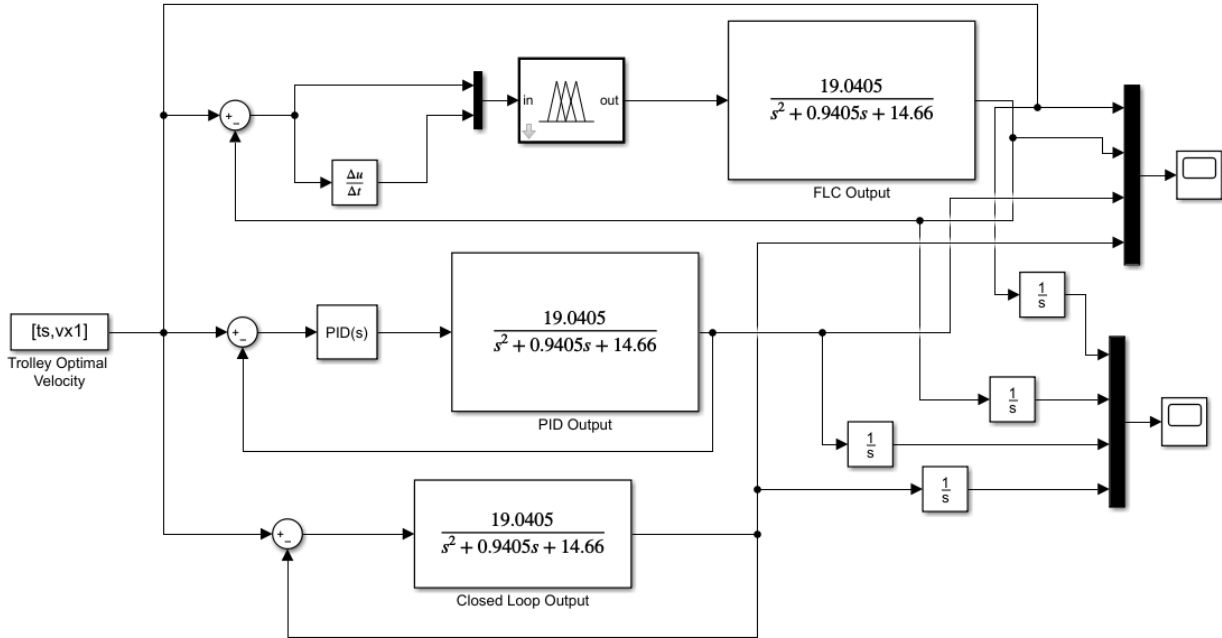 +
−
Δu
Δt
in
out
19.0405
s² + 0.9405s + 14.66
FLC Output
[ts,vx1]
Trolley Optimal
Velocity
+
−
PID(s)
19.0405
s² + 0.9405s + 14.66
PID Output
1
s
1
s
1
s
1
s
+
−
19.0405
s² + 0.9405s + 14.66
Closed Loop Output